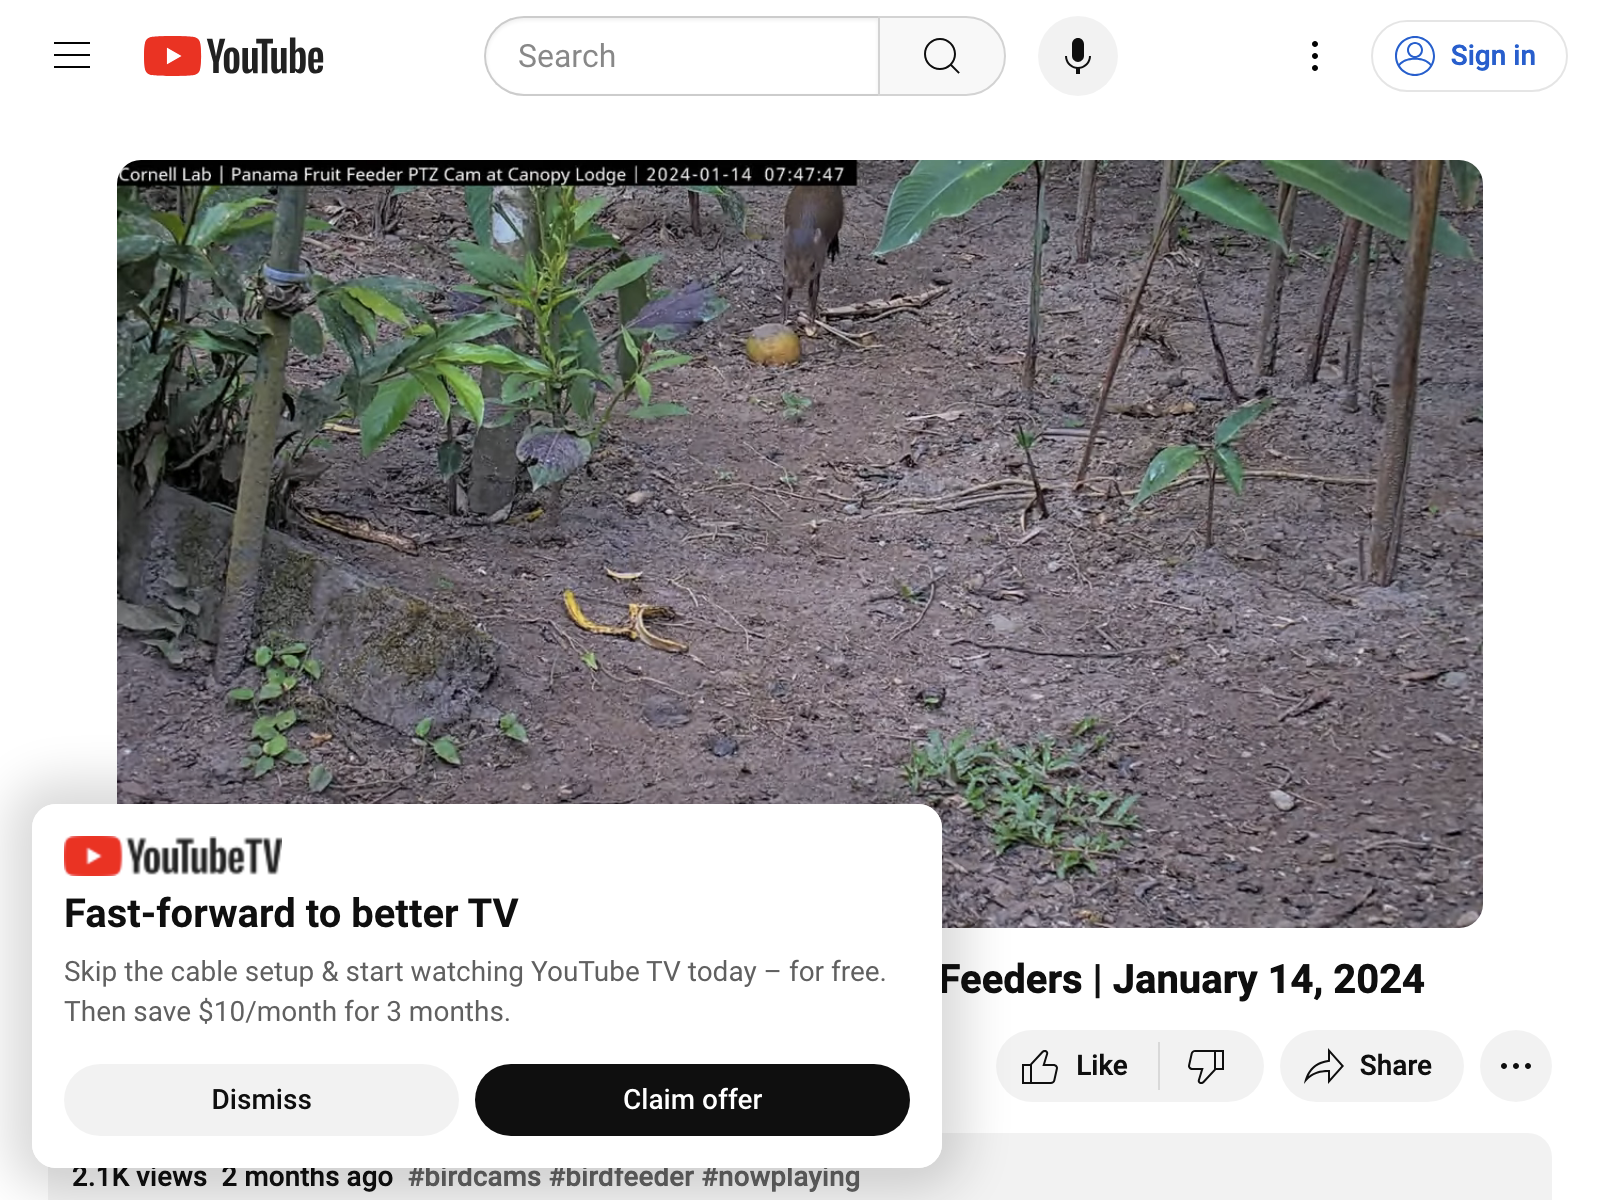 YouTube
Search
Sign in
Cornell Lab | Panama Fruit Feeder PTZ Cam at Canopy Lodge | 2024-01-14 07:47:47
YouTubeTV
Fast-forward to better TV
Skip the cable setup & start watching YouTube TV today – for free.
Then save $10/month for 3 months.
Dismiss
Claim offer
Feeders | January 14, 2024
Like
Share
2.1K views 2 months ago #birdcams #birdfeeder #nowplaying